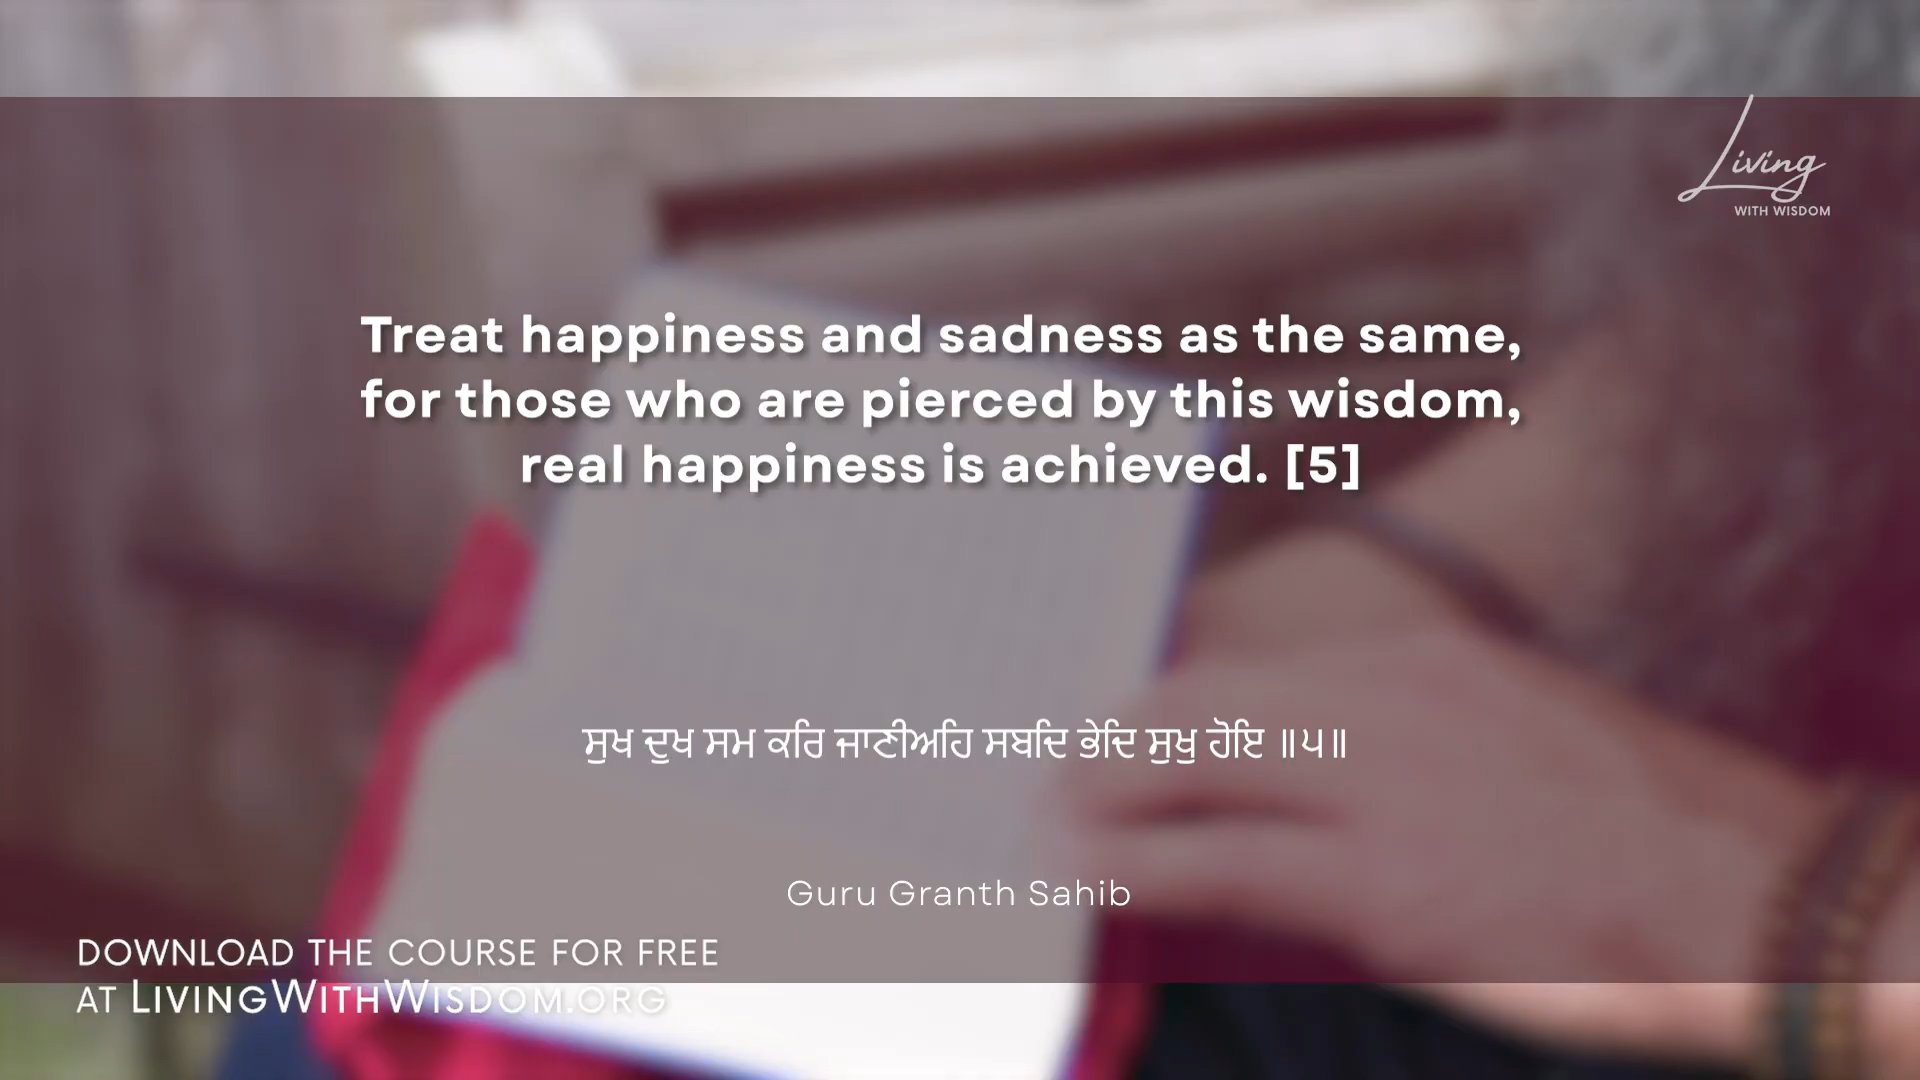 Living
WITH WISDOM
Treat happiness and sadness as the same,
for those who are pierced by this wisdom,
real happiness is achieved. [5]
ਸੁਖ ਦੁਖ ਸਮ ਕਰਿ ਜਾਣੀਅਹਿ ਸਬਦਿ ਭੇਦਿ ਸੁਖੁ ਹੋਇ ॥੫॥
Guru Granth Sahib
DOWNLOAD THE COURSE FOR FREE
AT LIVINGWITHWISDOM.ORG